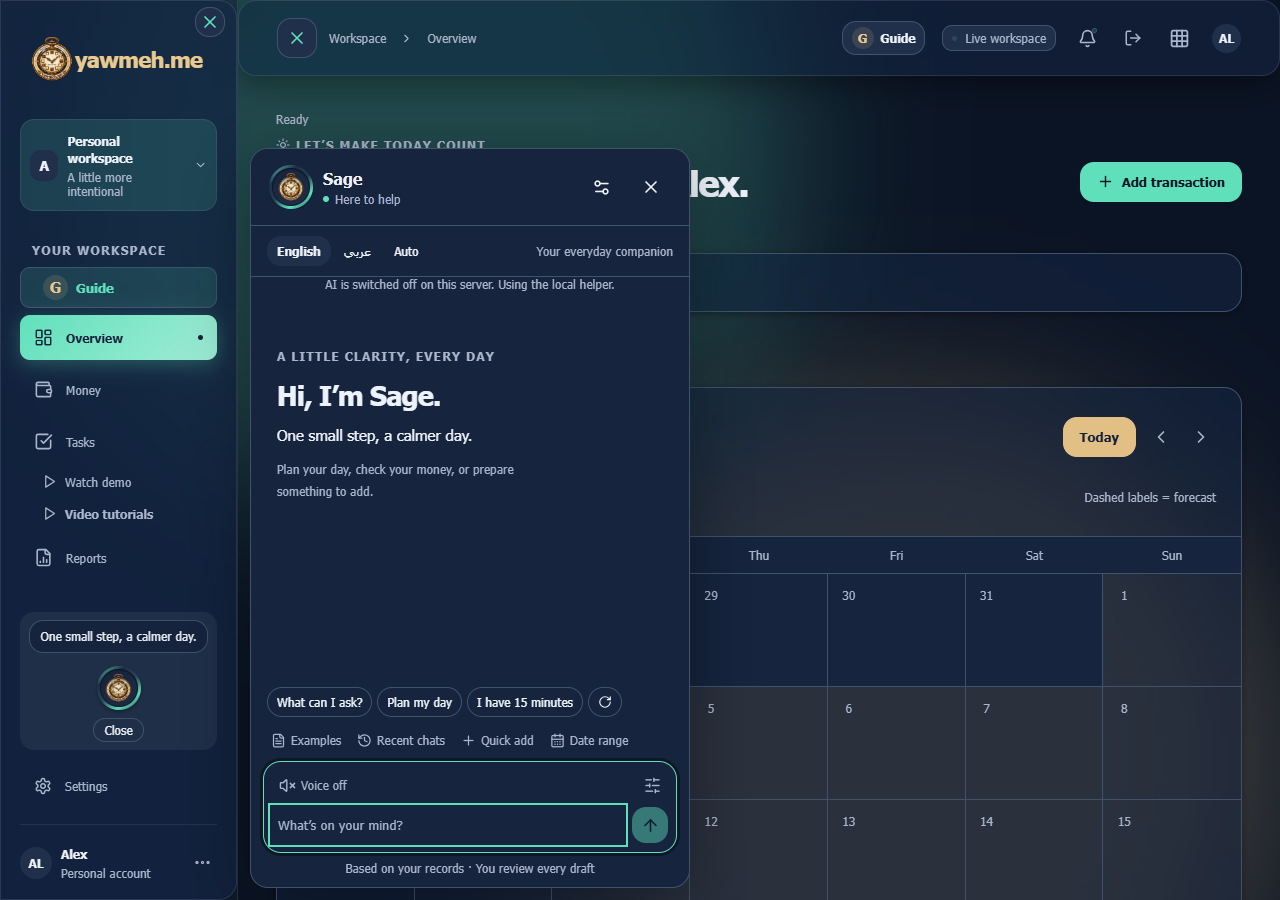 yawmeh.me
A
Personal workspace
A little more intentional
YOUR WORKSPACE
G Guide
Overview
Money
Tasks
Watch demo
Video tutorials
Reports
One small step, a calmer day.
Close
Settings
AL
Alex
Personal account
Workspace > Overview
G Guide
Live workspace
AL
Ready
LET’S MAKE TODAY COUNT
lex.
+ Add transaction
Sage
Here to help
English عربي Auto
Your everyday companion
AI is switched off on this server. Using the local helper.
A LITTLE CLARITY, EVERY DAY
Hi, I’m Sage.
One small step, a calmer day.
Plan your day, check your money, or prepare
something to add.
What can I ask? Plan my day I have 15 minutes
Examples Recent chats Quick add Date range
Voice off
What’s on your mind?
Based on your records · You review every draft
Today
Dashed labels = forecast
Thu Fri Sat Sun
29 30 31 1
5 6 7 8
12 13 14 15